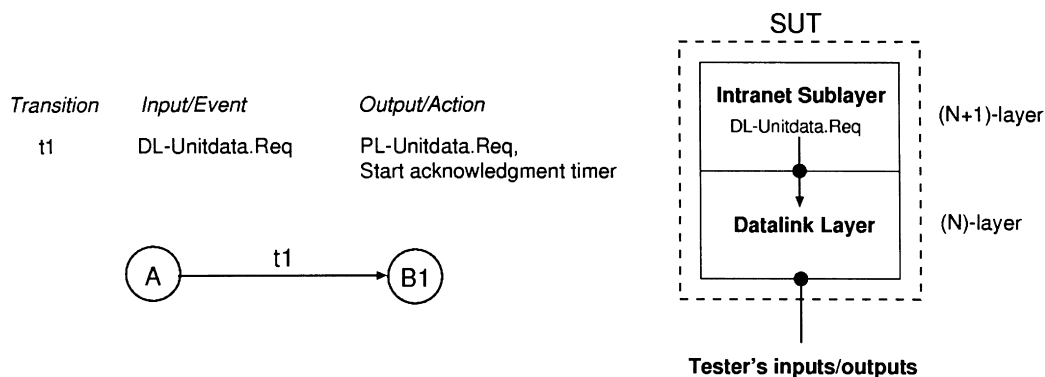 SUT
Transition Input/Event Output/Action
t1 DL-Unitdata.Req PL-Unitdata.Req,
Start acknowledgment timer
A t1 B1
Intranet Sublayer
DL-Unitdata.Req
(N+1)-layer
Datalink Layer
(N)-layer
Tester's inputs/outputs